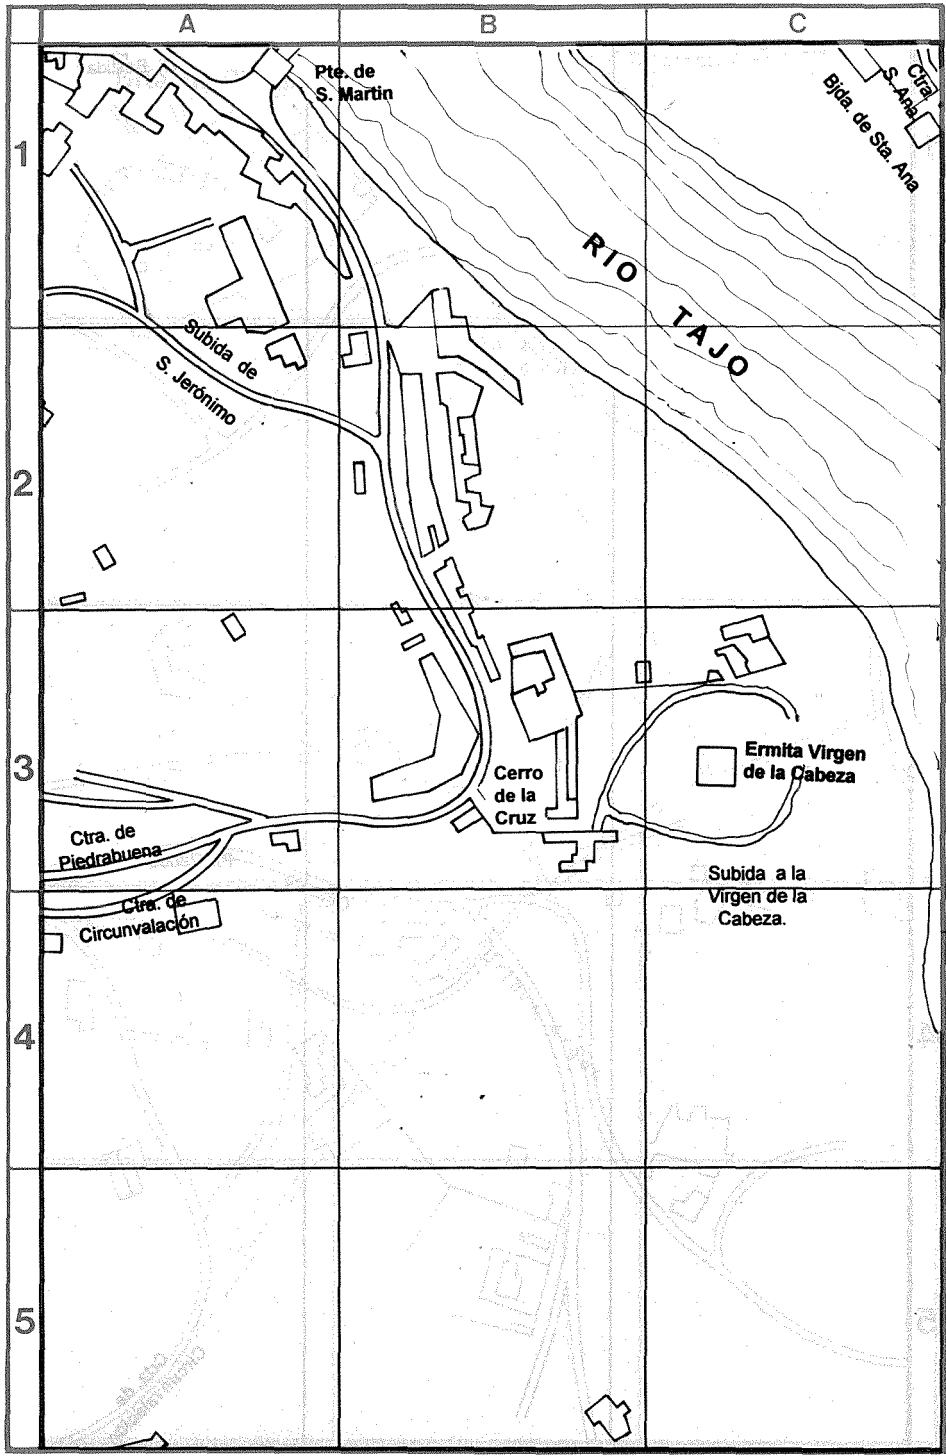 A
B
C
1
2
3
4
5
Pte. de
S. Martin
Ctra.
S. Ana
Bjda. de Sta. Ana
RIO
TAJO
Subida de
S. Jerónimo
Ermita Virgen
de la Cabeza
Cerro
de la
Cruz
Ctra. de
Piedrabuena
Subida a la
Virgen de la
Cabeza.
Ctra. de
Circunvalación